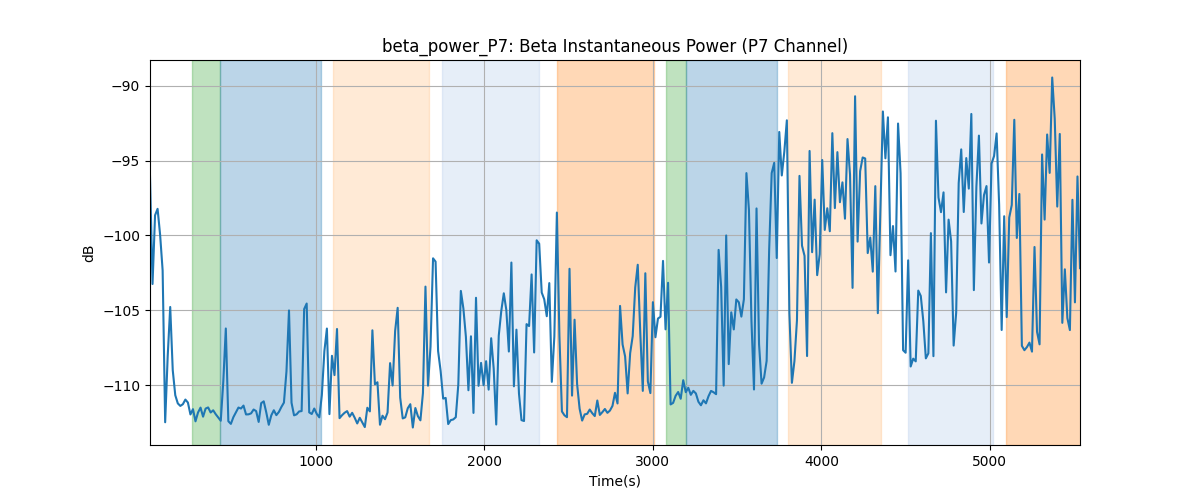 beta_power_P7: Beta Instantaneous Power (P7 Channel)
−90
−95
−100
−105
−110
dB
1000 2000 3000 4000 5000
Time(s)